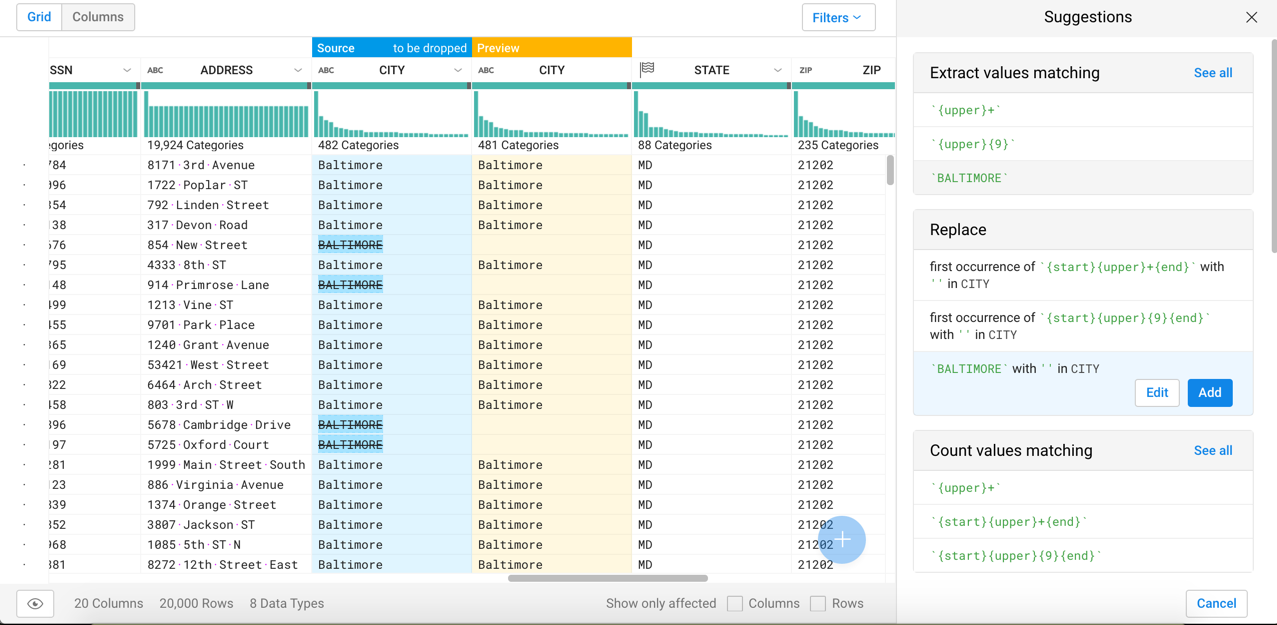 Grid Columns Filters
Source to be dropped Preview
SSN ABC ADDRESS ABC CITY ABC CITY STATE ZIP ZIP
egories 19,924 Categories 482 Categories 481 Categories 88 Categories 235 Categories
784 8171·3rd·Avenue Baltimore Baltimore MD 21202
096 1722·Poplar·ST Baltimore Baltimore MD 21202
354 792·Linden·Street Baltimore Baltimore MD 21202
138 317·Devon·Road Baltimore Baltimore MD 21202
576 854·New·Street BALTIMORE MD 21202
795 4333·8th·ST Baltimore Baltimore MD 21202
148 914·Primrose·Lane BALTIMORE MD 21202
499 1213·Vine·ST Baltimore Baltimore MD 21202
455 9701·Park·Place Baltimore Baltimore MD 21202
365 1240·Grant·Avenue Baltimore Baltimore MD 21202
169 53421·West·Street Baltimore Baltimore MD 21202
322 6464·Arch·Street Baltimore Baltimore MD 21202
458 803·3rd·ST·W Baltimore Baltimore MD 21202
396 5678·Cambridge·Drive BALTIMORE MD 21202
197 5725·Oxford·Court BALTIMORE MD 21202
281 1999·Main·Street·South Baltimore Baltimore MD 21202
123 886·Virginia·Avenue Baltimore Baltimore MD 21202
339 1374·Orange·Street Baltimore Baltimore MD 21202
352 3807·Jackson·ST Baltimore Baltimore MD 21202
968 1085·5th·ST·N Baltimore Baltimore MD 21202
381 8272·12th·Street·East Baltimore Baltimore MD 21202
20 Columns 20,000 Rows 8 Data Types Show only affected Columns Rows
Suggestions
Extract values matching See all
`{upper}+`
`{upper}{9}`
`BALTIMORE`
Replace
first occurrence of `{start}{upper}+{end}` with
'' in CITY
first occurrence of `{start}{upper}{9}{end}`
with '' in CITY
`BALTIMORE` with '' in CITY
Edit Add
Count values matching See all
`{upper}+`
`{start}{upper}+{end}`
`{start}{upper}{9}{end}`
Cancel